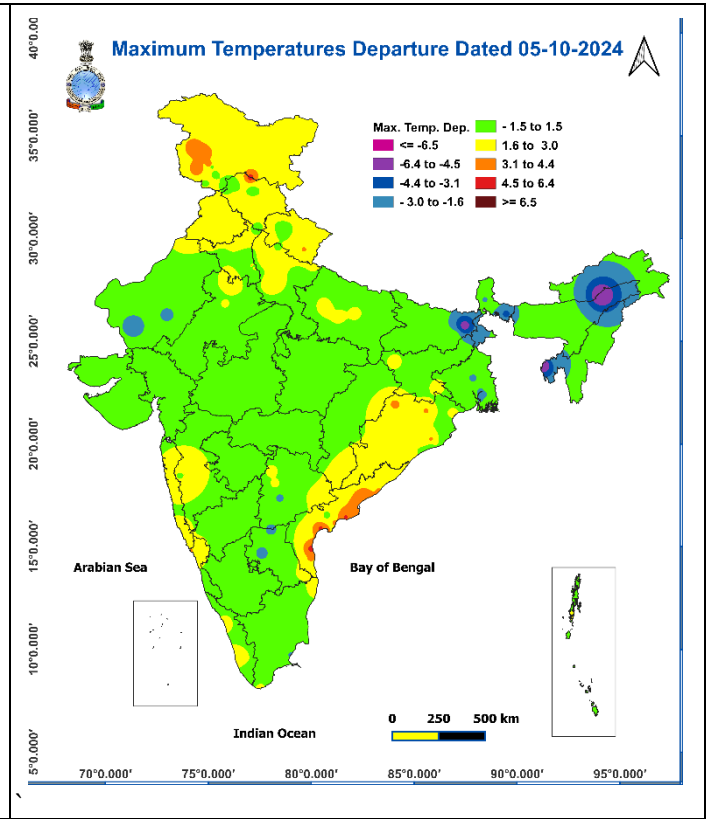 Maximum Temperatures Departure Dated 05-10-2024
Max. Temp. Dep.
<= -6.5
-6.4 to -4.5
-4.4 to -3.1
- 3.0 to -1.6
- 1.5 to 1.5
1.6 to 3.0
3.1 to 4.4
4.5 to 6.4
>= 6.5
40°0.00
35°0.000'
30°0.000'
25°0.000'
20°0.000'
15°0.000'
10°0.000'
5°0.000'
Arabian Sea
Bay of Bengal
Indian Ocean
0 250 500 km
70°0.000' 75°0.000' 80°0.000' 85°0.000' 90°0.000' 95°0.000'
`